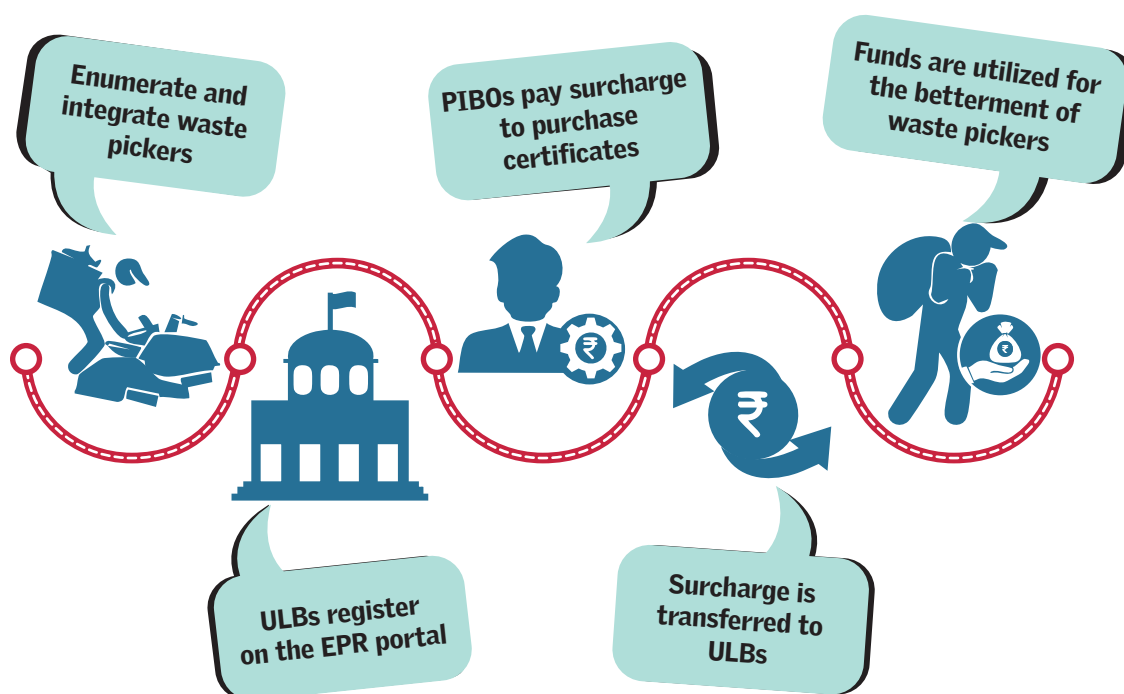 Enumerate and
integrate waste
pickers
ULBs register
on the EPR portal
PIBOs pay surcharge
to purchase
certificates
₹
Surcharge is
transferred to
ULBs
₹
Funds are utilized for
the betterment of
waste pickers
₹